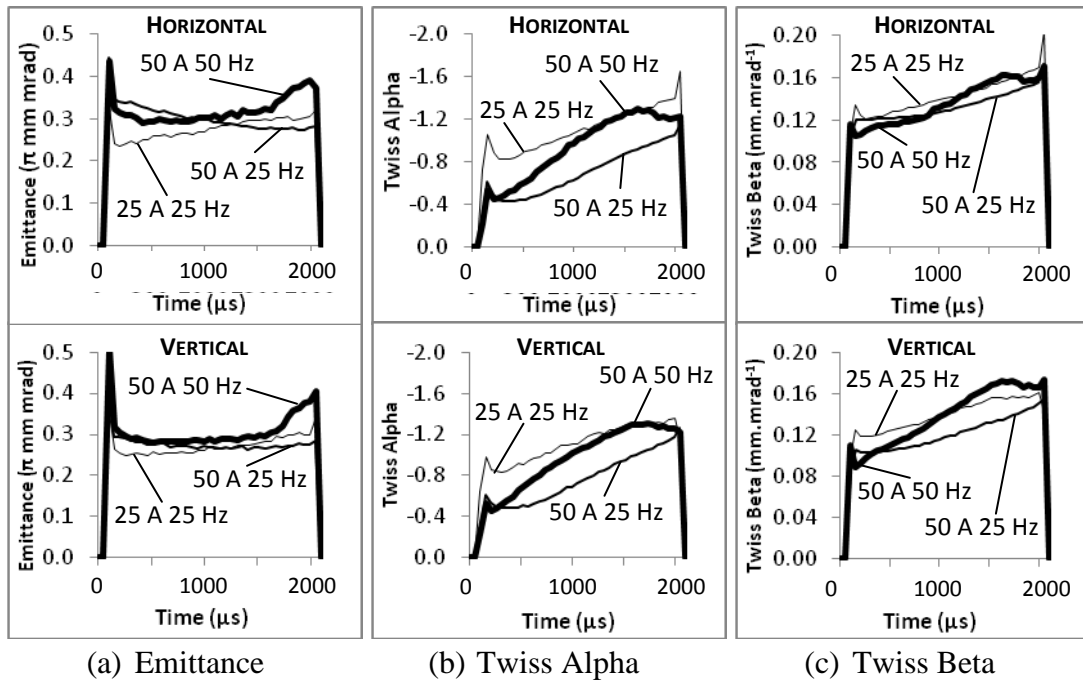 HORIZONTAL
Emittance (π mm mrad)
0.5
0.4
0.3
0.2
0.1
0.0
50 A 50 Hz
50 A 25 Hz
25 A 25 Hz
0 1000 2000
Time (µs)
HORIZONTAL
Twiss Alpha
-2.0
-1.6
-1.2
-0.8
-0.4
0.0
50 A 50 Hz
25 A 25 Hz
50 A 25 Hz
0 1000 2000
Time (µs)
HORIZONTAL
Twiss Beta (mm.mrad-1)
0.20
0.16
0.12
0.08
0.04
0.00
25 A 25 Hz
50 A 50 Hz
50 A 25 Hz
0 1000 2000
Time (µs)
VERTICAL
Emittance (π mm mrad)
0.5
0.4
0.3
0.2
0.1
0.0
50 A 50 Hz
50 A 25 Hz
25 A 25 Hz
0 1000 2000
Time (µs)
VERTICAL
Twiss Alpha
-2.0
-1.6
-1.2
-0.8
-0.4
0.0
50 A 50 Hz
25 A 25 Hz
50 A 25 Hz
0 1000 2000
Time (µs)
VERTICAL
Twiss Beta (mm.mrad-1)
0.20
0.16
0.12
0.08
0.04
0.00
25 A 25 Hz
50 A 50 Hz
50 A 25 Hz
0 1000 2000
Time (µs)
(a) Emittance
(b) Twiss Alpha
(c) Twiss Beta